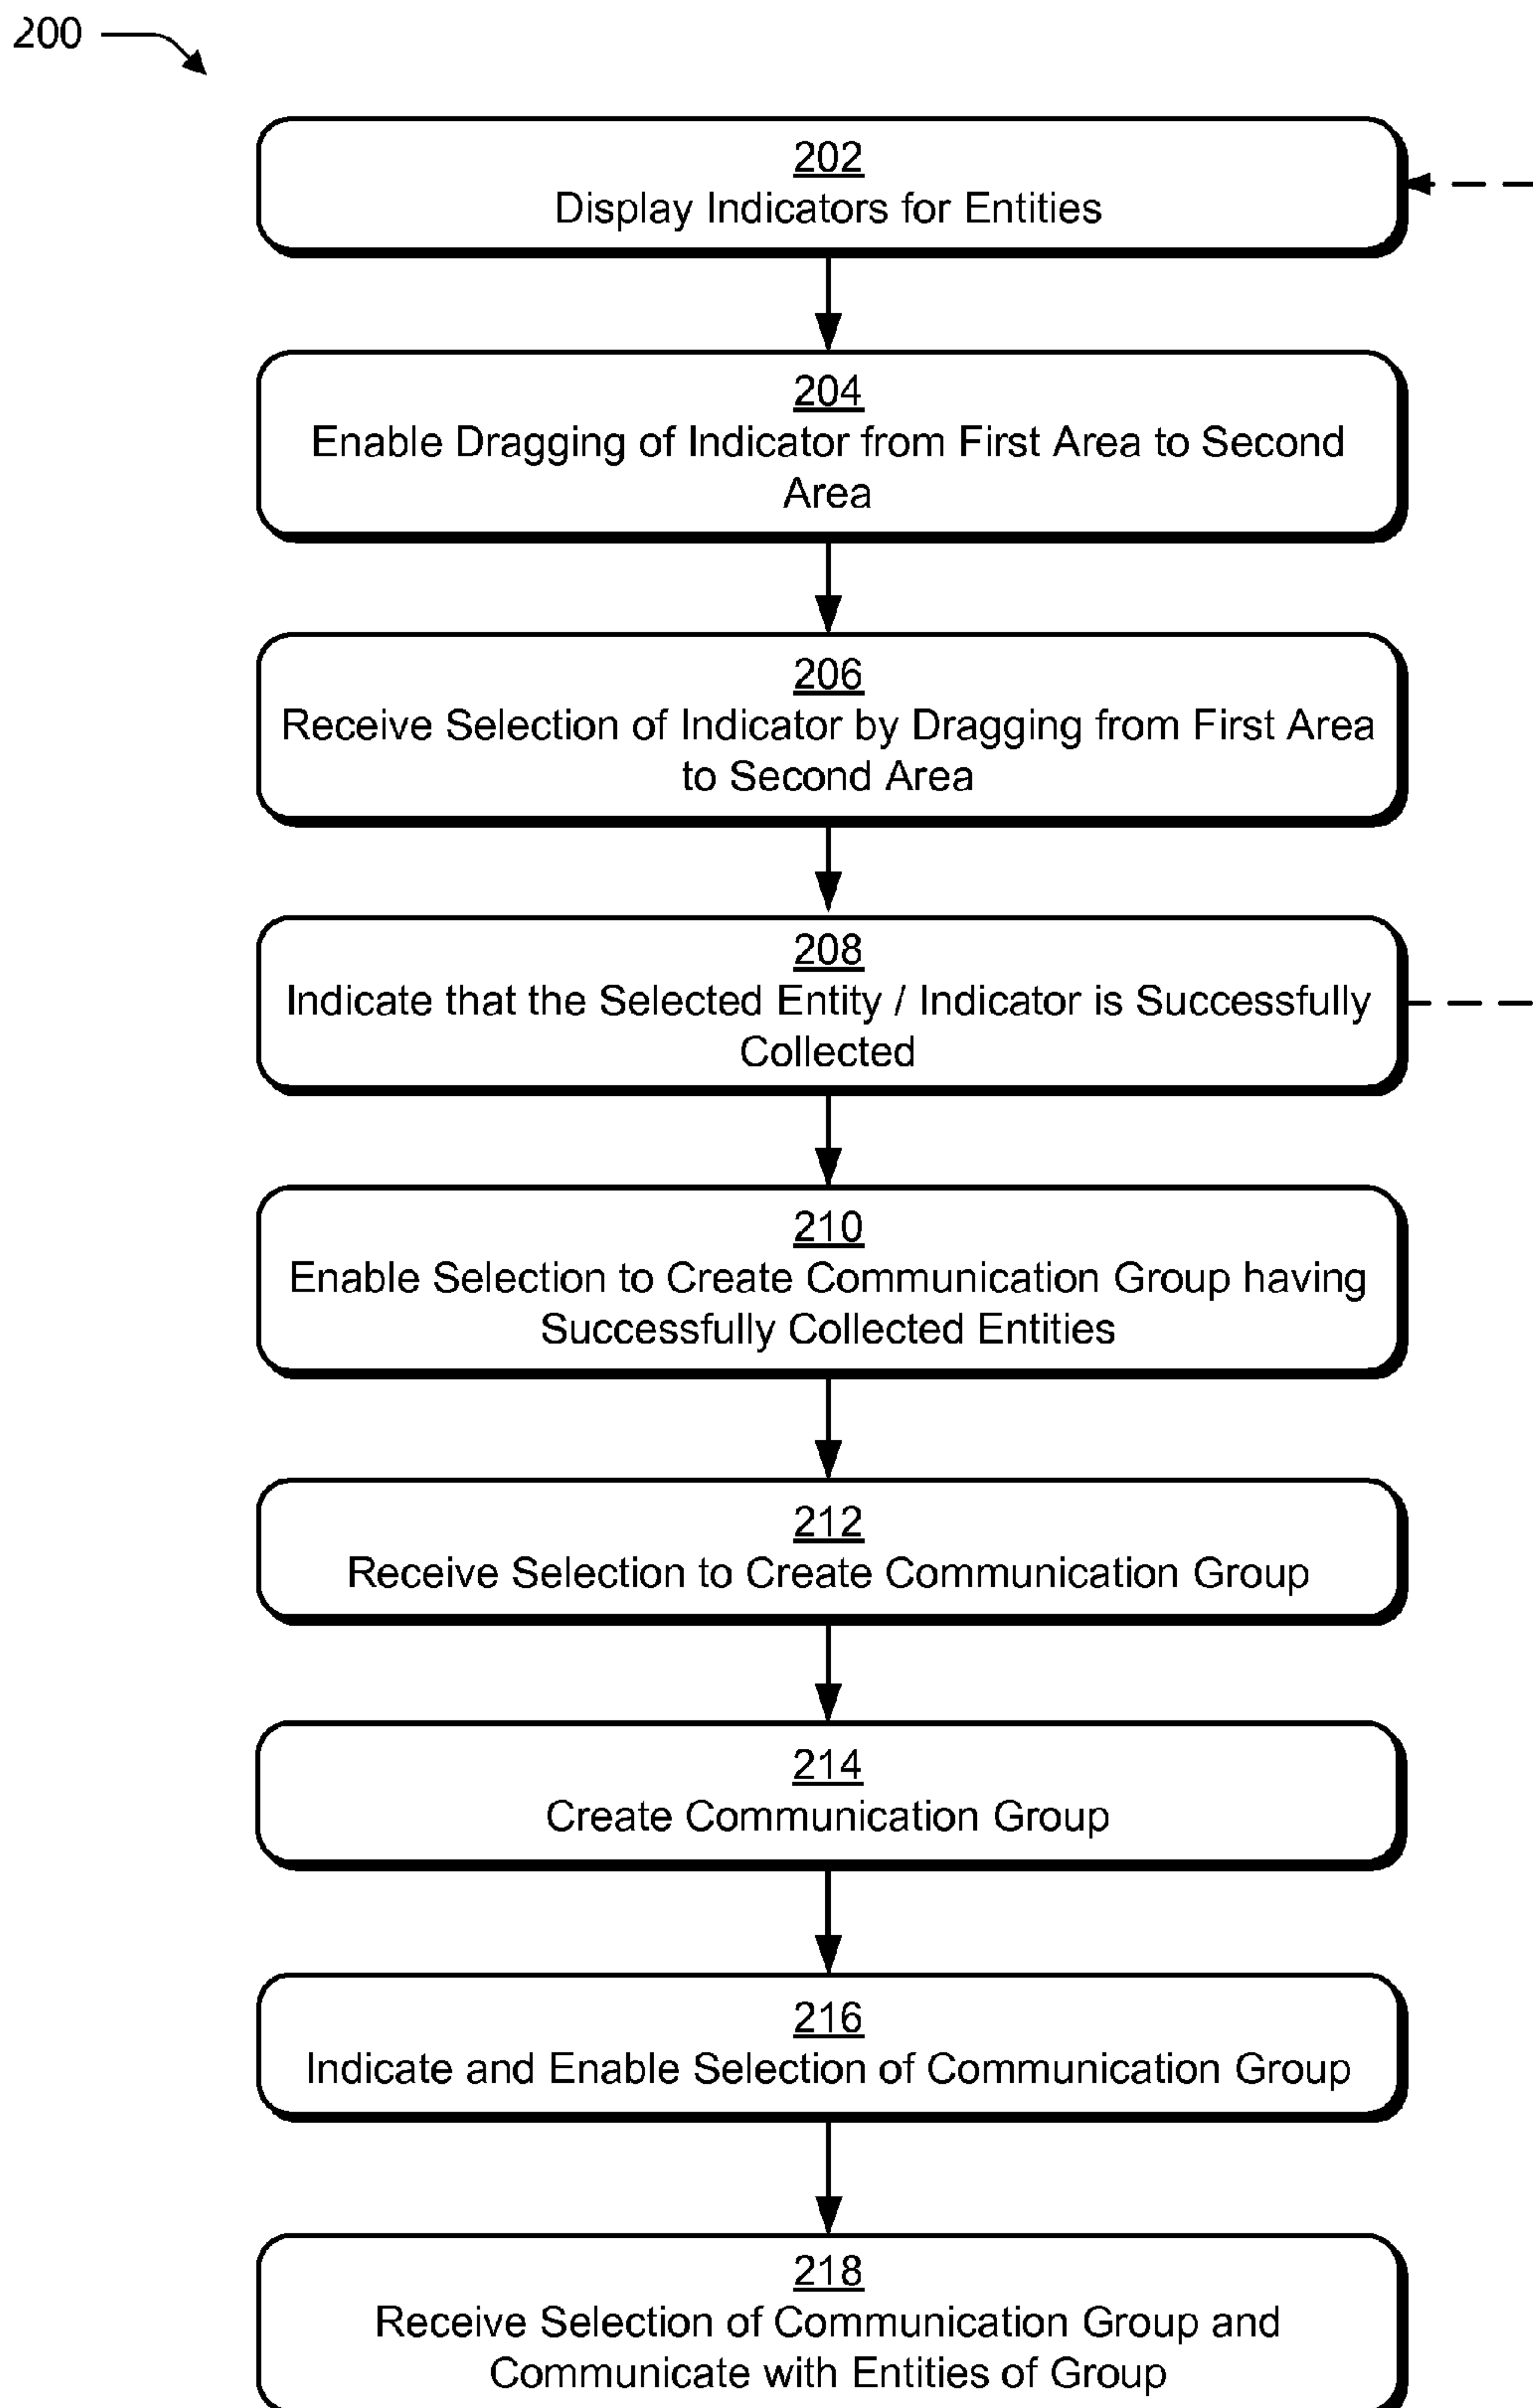 200
202
Display Indicators for Entities
204
Enable Dragging of Indicator from First Area to Second
Area
206
Receive Selection of Indicator by Dragging from First Area
to Second Area
208
Indicate that the Selected Entity / Indicator is Successfully
Collected
210
Enable Selection to Create Communication Group having
Successfully Collected Entities
212
Receive Selection to Create Communication Group
214
Create Communication Group
216
Indicate and Enable Selection of Communication Group
218
Receive Selection of Communication Group and
Communicate with Entities of Group